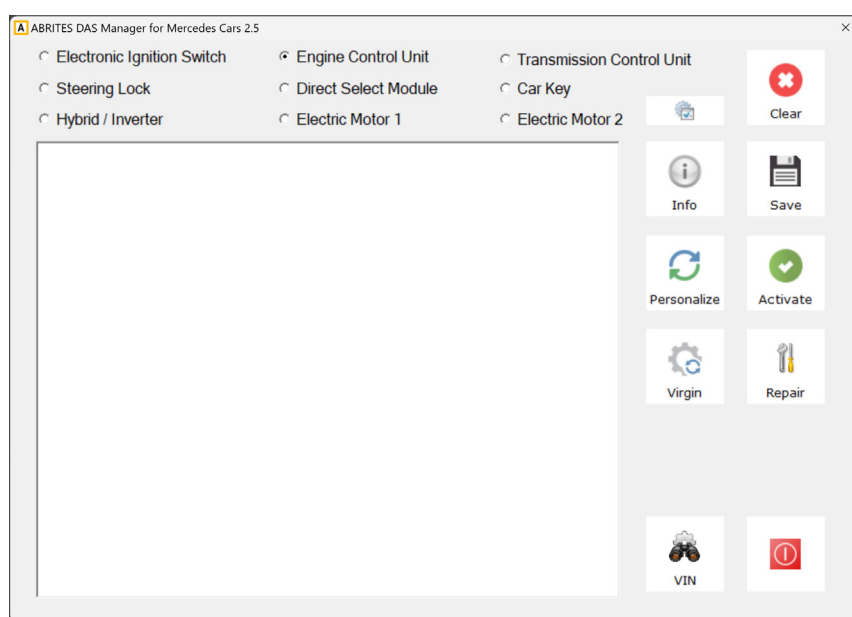 A ABRITES DAS Manager for Mercedes Cars 2.5
Electronic Ignition Switch Engine Control Unit Transmission Control Unit
Steering Lock Direct Select Module Car Key
Hybrid / Inverter Electric Motor 1 Electric Motor 2
Clear
Info Save
Personalize Activate
Virgin Repair
VIN